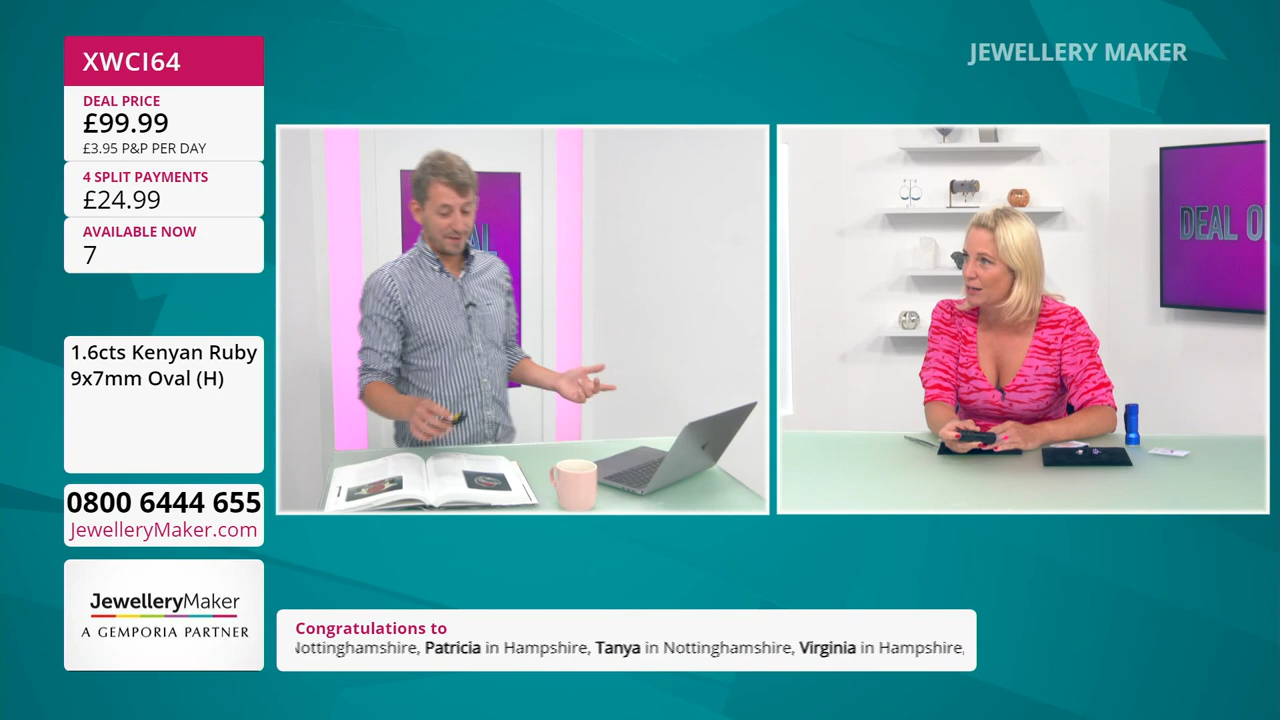 XWCI64
DEAL PRICE
£99.99
£3.95 P&P PER DAY
4 SPLIT PAYMENTS
£24.99
AVAILABLE NOW
7
1.6cts Kenyan Ruby
9x7mm Oval (H)
0800 6444 655
JewelleryMaker.com
JewelleryMaker
A GEMPORIA PARTNER
JEWELLERY MAKER
AL
DEAL O
Congratulations to
Nottinghamshire, Patricia in Hampshire, Tanya in Nottinghamshire, Virginia in Hampshire,